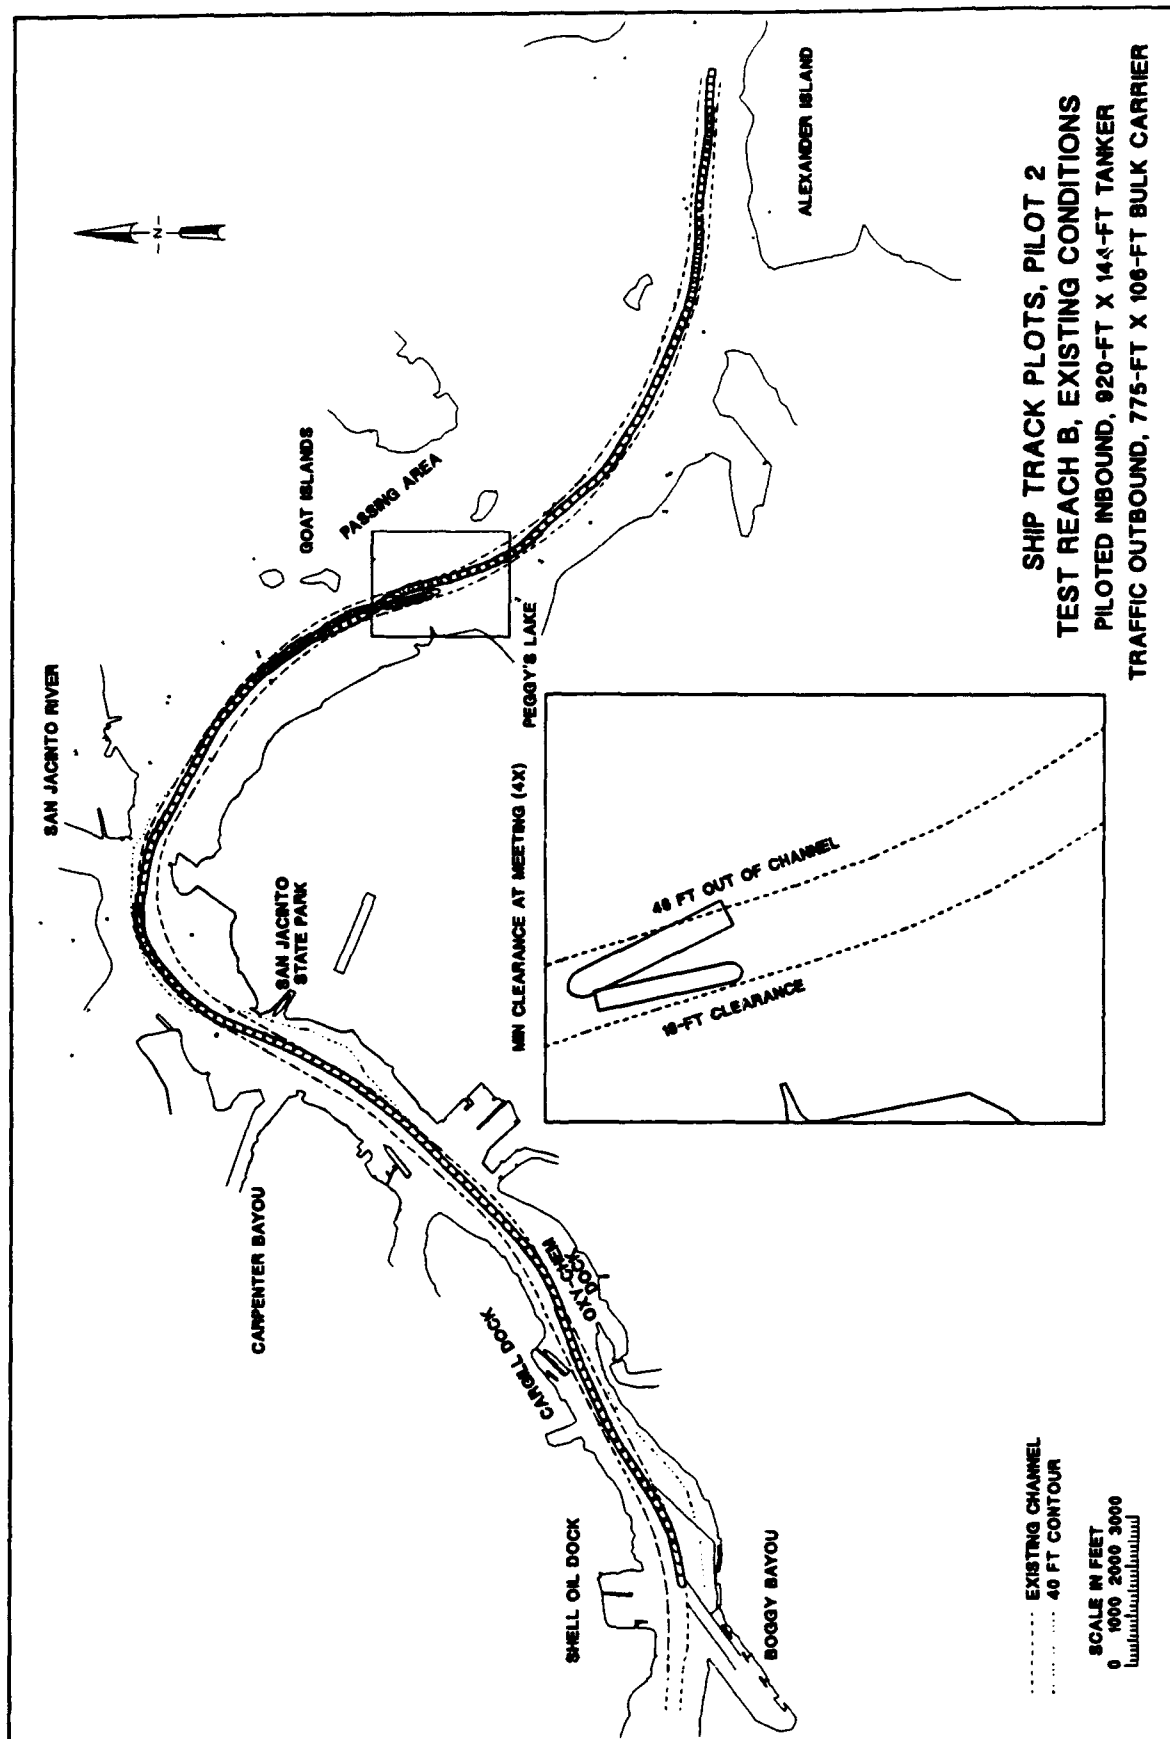 SHIP TRACK PLOTS, PILOT 2
TEST REACH B, EXISTING CONDITIONS
PILOTED INBOUND, 920-FT X 144-FT TANKER
TRAFFIC OUTBOUND, 775-FT X 106-FT BULK CARRIER
ALEXANDER ISLAND
-N-
GOAT ISLANDS
PASSING AREA
PEGGY'S LAKE
SAN JACINTO RIVER
SAN JACINTO
STATE PARK
CARPENTER BAYOU
CARGILL DOCK
OXY-CHEM
DOCK
SHELL OIL DOCK
BOGGY BAYOU
MIN CLEARANCE AT MEETING (4X)
FT OUT OF CHANNEL
-FT CLEARANCE
EXISTING CHANNEL
40 FT CONTOUR
SCALE IN FEET
0 1000 2000 3000